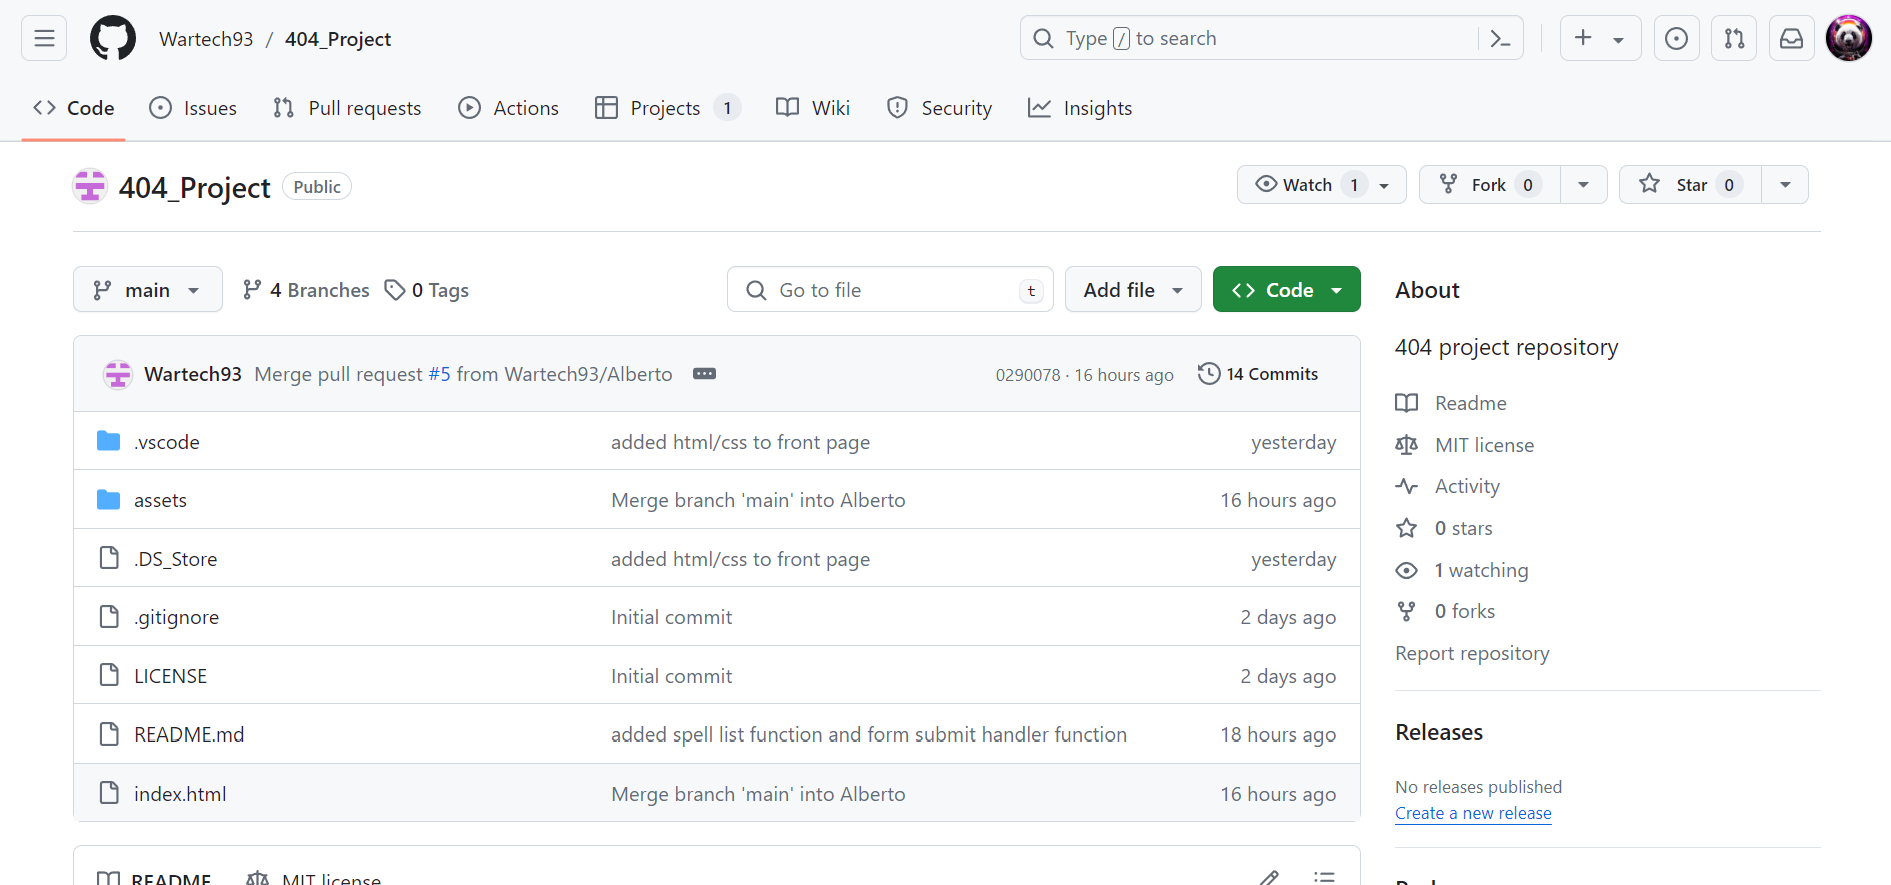 Wartech93 / 404_Project
Type / to search
Code Issues Pull requests Actions Projects 1 Wiki Security Insights
404_Project Public
Watch 1 Fork 0 Star 0
main 4 Branches 0 Tags Go to file t Add file Code
Wartech93 Merge pull request #5 from Wartech93/Alberto 0290078 · 16 hours ago 14 Commits
.vscode added html/css to front page yesterday
assets Merge branch 'main' into Alberto 16 hours ago
.DS_Store added html/css to front page yesterday
.gitignore Initial commit 2 days ago
LICENSE Initial commit 2 days ago
README.md added spell list function and form submit handler function 18 hours ago
index.html Merge branch 'main' into Alberto 16 hours ago
README MIT license
About
404 project repository
Readme
MIT license
Activity
0 stars
1 watching
0 forks
Report repository
Releases
No releases published
Create a new release